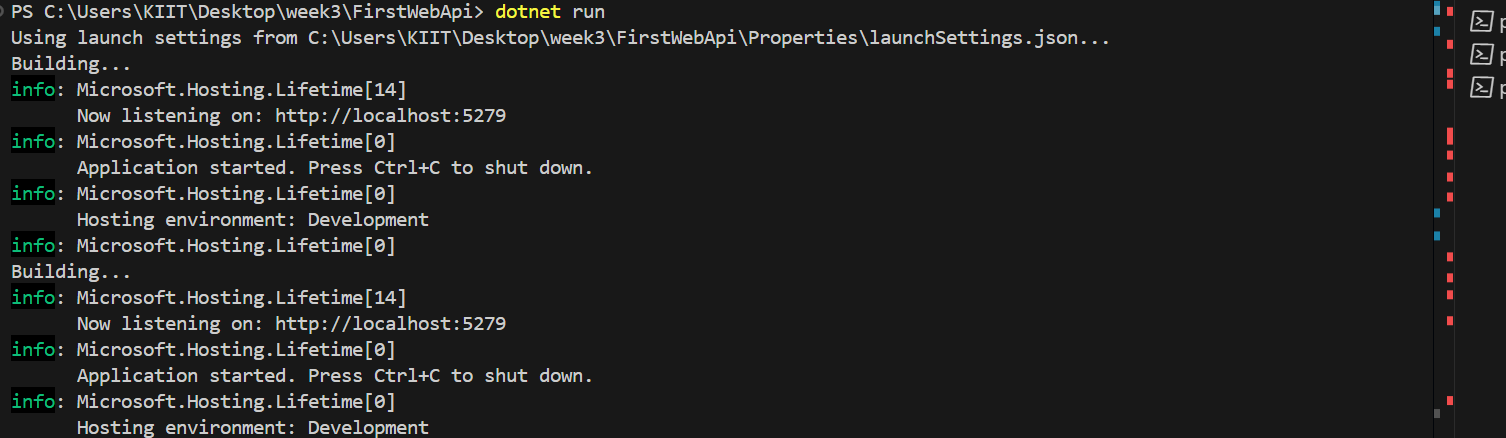 PS C:\Users\KIIT\Desktop\week3\FirstWebApi> dotnet run
Using launch settings from C:\Users\KIIT\Desktop\week3\FirstWebApi\Properties\launchSettings.json...
Building...
info: Microsoft.Hosting.Lifetime[14]
      Now listening on: http://localhost:5279
info: Microsoft.Hosting.Lifetime[0]
      Application started. Press Ctrl+C to shut down.
info: Microsoft.Hosting.Lifetime[0]
      Hosting environment: Development
info: Microsoft.Hosting.Lifetime[0]
Building...
info: Microsoft.Hosting.Lifetime[14]
      Now listening on: http://localhost:5279
info: Microsoft.Hosting.Lifetime[0]
      Application started. Press Ctrl+C to shut down.
info: Microsoft.Hosting.Lifetime[0]
      Hosting environment: Development